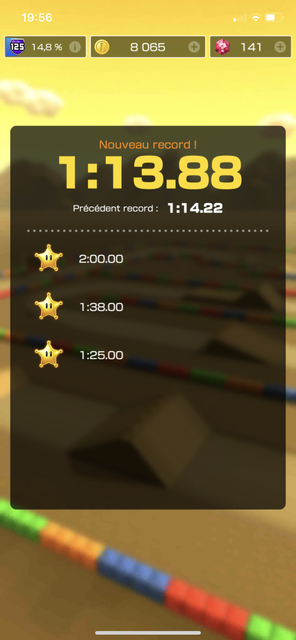 19:56
125 14,8 % i 8 065 + 141 +
Nouveau record !
1:13.88
Précédent record : 1:14.22
2:00.00
1:38.00
1:25.00